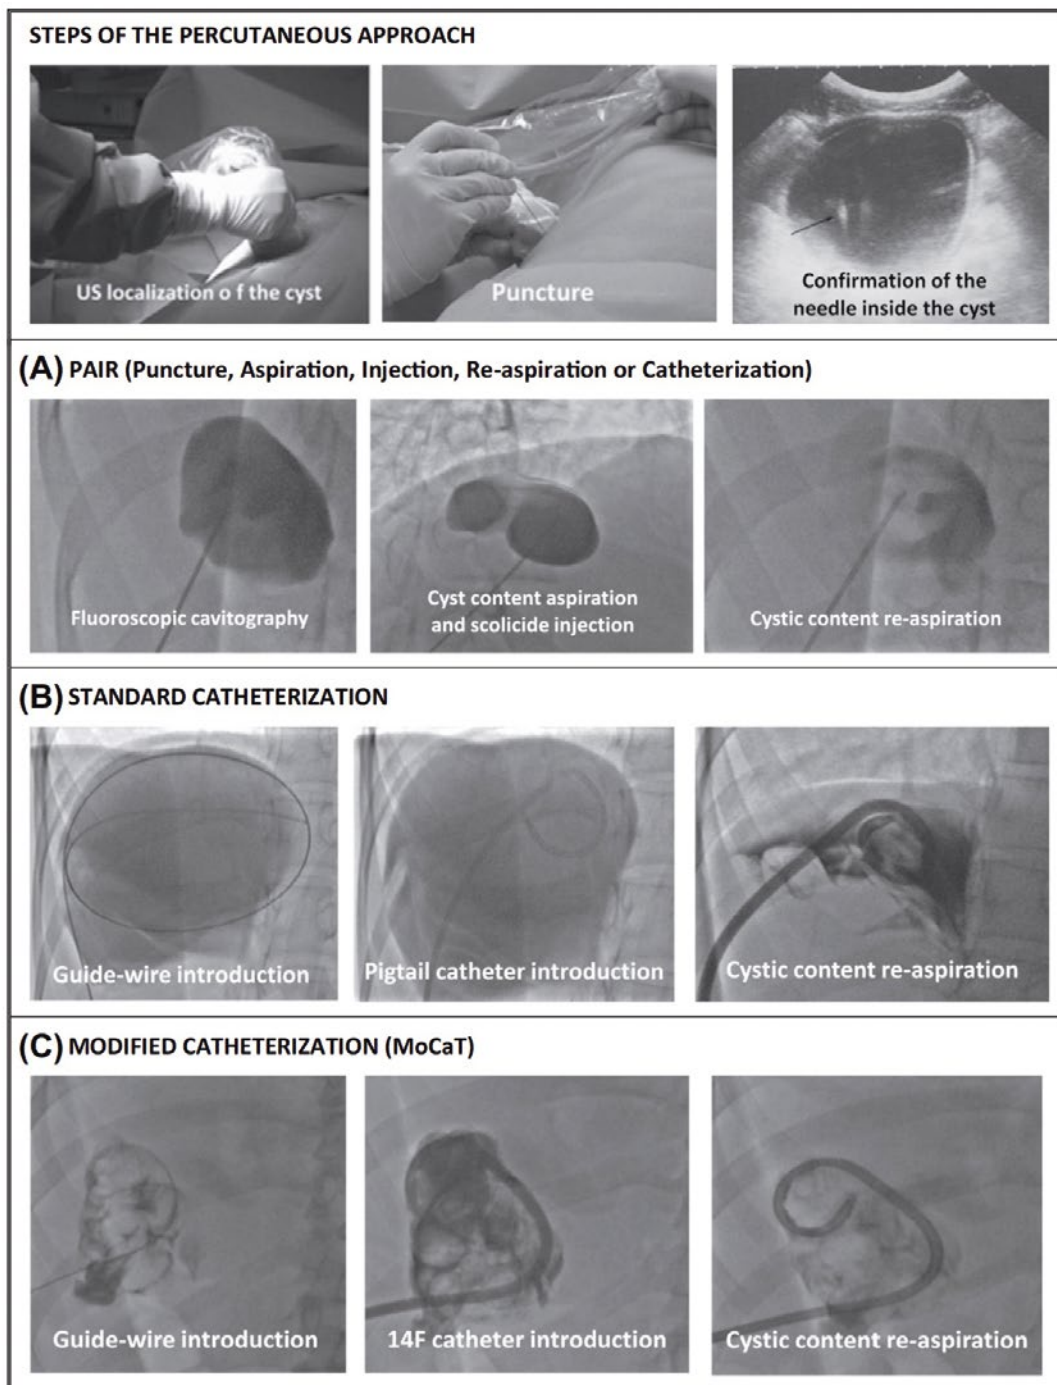 STEPS OF THE PERCUTANEOUS APPROACH
US localization o f the cyst
Puncture
Confirmation of the
needle inside the cyst
(A) PAIR (Puncture, Aspiration, Injection, Re-aspiration or Catheterization)
Fluoroscopic cavitography
Cyst content aspiration
and scolicide injection
Cystic content re-aspiration
(B) STANDARD CATHETERIZATION
Guide-wire introduction
Pigtail catheter introduction
Cystic content re-aspiration
(C) MODIFIED CATHETERIZATION (MoCaT)
Guide-wire introduction
14F catheter introduction
Cystic content re-aspiration